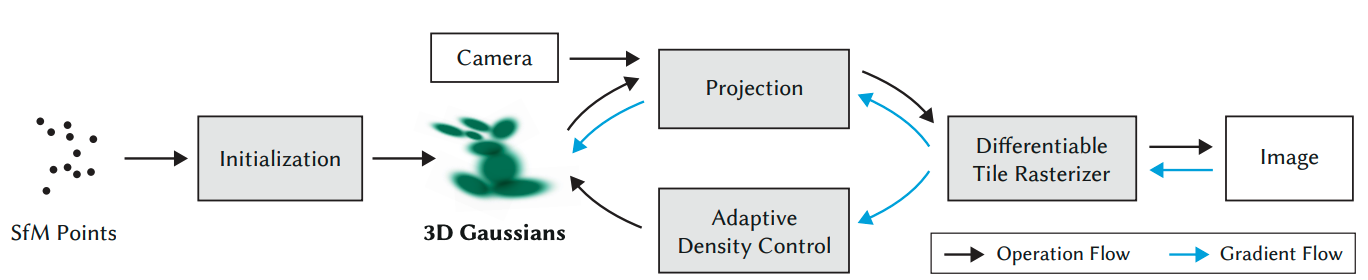 SfM Points
Initialization
Camera
3D Gaussians
Projection
Adaptive
Density Control
Differentiable
Tile Rasterizer
Image
Operation Flow
Gradient Flow